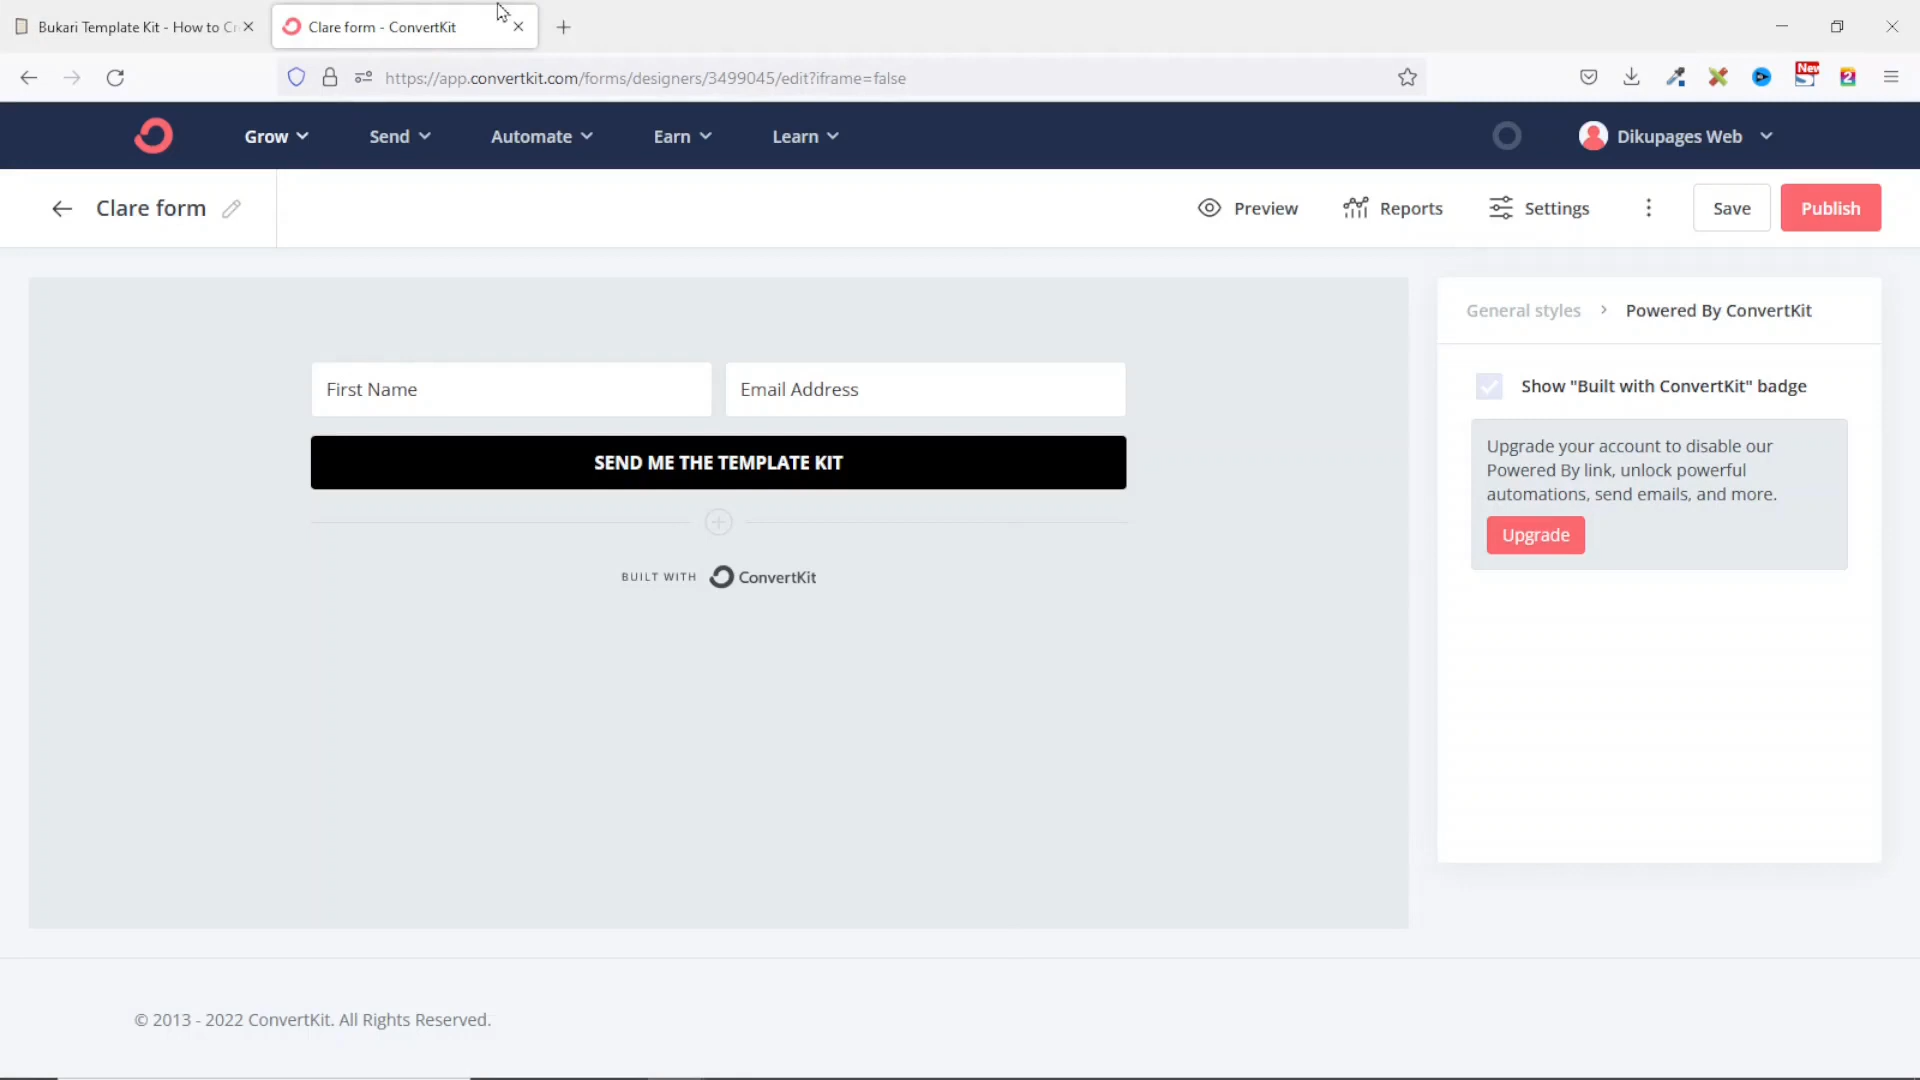 Bukari Template Kit - How to Cr
Clare form - ConvertKit
https://app.convertkit.com/forms/designers/3499045/edit?iframe=false
New
2
Grow
Send
Automate
Earn
Learn
Dikupages Web
Clare form
Preview
Reports
Settings
Save
Publish
First Name
Email Address
SEND ME THE TEMPLATE KIT
BUILT WITH ConvertKit
General styles > Powered By ConvertKit
Show "Built with ConvertKit" badge
Upgrade your account to disable our
Powered By link, unlock powerful
automations, send emails, and more.
Upgrade
© 2013 - 2022 ConvertKit. All Rights Reserved.